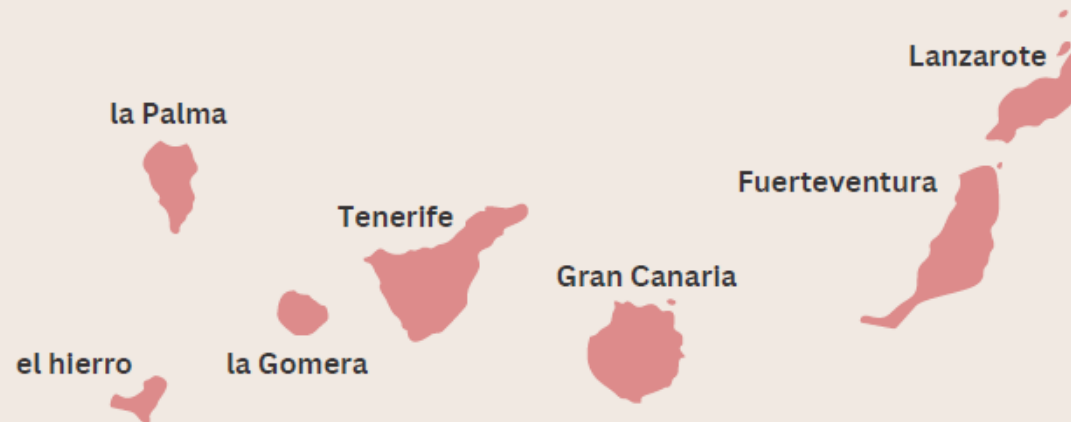 Lanzarote
la Palma
Fuerteventura
Tenerife
Gran Canaria
el hierro
la Gomera